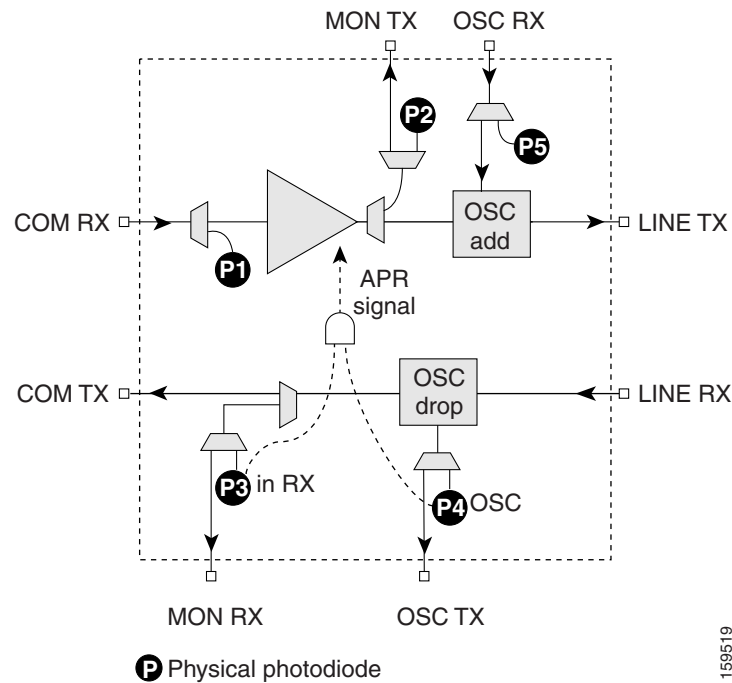 MON TX
OSC RX
P2
P5
COM RX
OSC
add
LINE TX
P1
APR
signal
COM TX
OSC
drop
LINE RX
P3
in RX
P4
OSC
MON RX
OSC TX
P Physical photodiode
159519